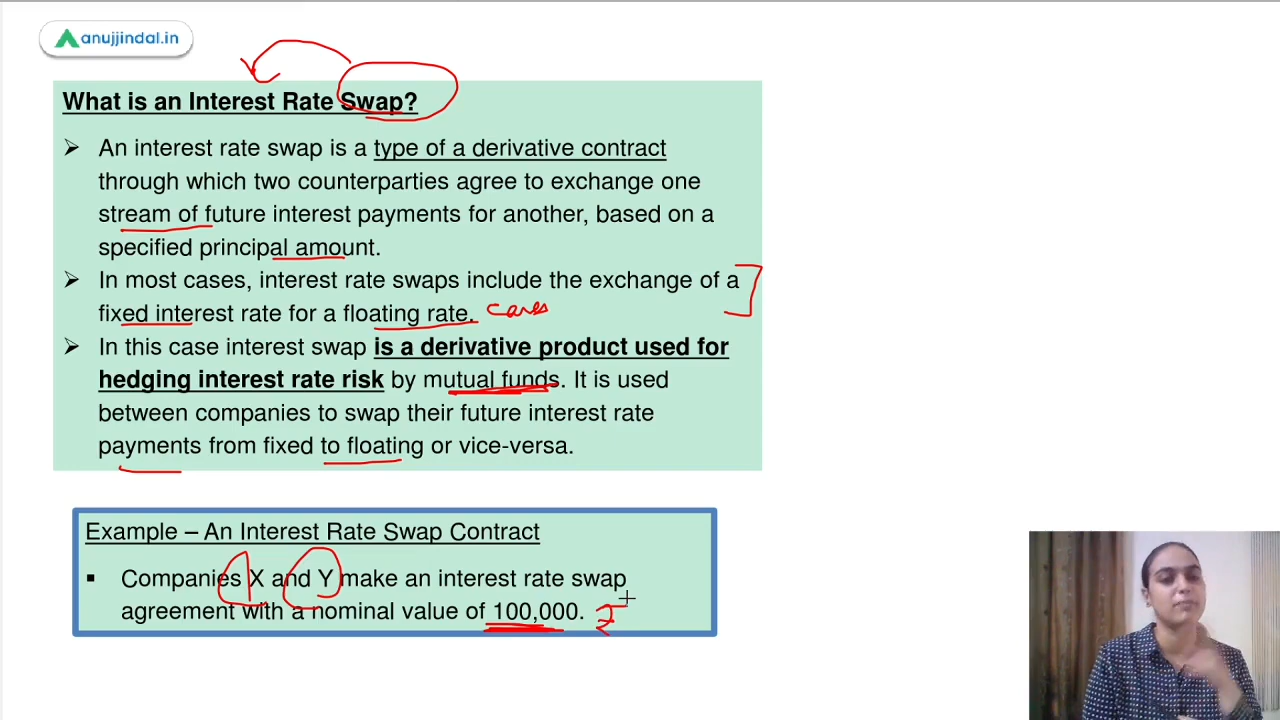 anujjindal.in
What is an Interest Rate Swap?
An interest rate swap is a type of a derivative contract
through which two counterparties agree to exchange one
stream of future interest payments for another, based on a
specified principal amount.
In most cases, interest rate swaps include the exchange of a
fixed interest rate for a floating rate.
In this case interest swap is a derivative product used for
hedging interest rate risk by mutual funds. It is used
between companies to swap their future interest rate
payments from fixed to floating or vice-versa.
Example – An Interest Rate Swap Contract
Companies X and Y make an interest rate swap
agreement with a nominal value of 100,000.